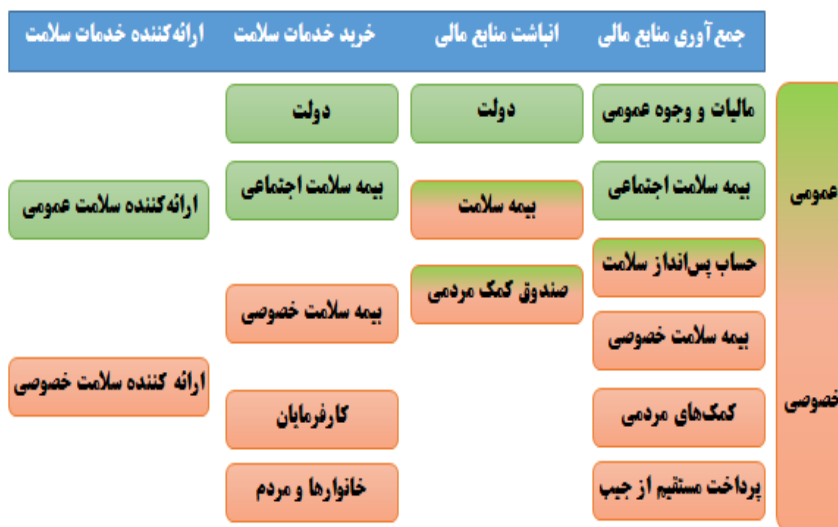 جمع آوری منابع مالی
انباشت منابع مالی
خرید خدمات سلامت
ارائه کننده خدمات سلامت
عمومی
خصوصی
مالیات و وجوه عمومی
بیمه سلامت اجتماعی
حساب پس‌انداز سلامت
بیمه سلامت خصوصی
کمک‌های مردمی
پرداخت مستقیم از جیب
دولت
بیمه سلامت
صندوق کمک مردمی
دولت
بیمه سلامت اجتماعی
بیمه سلامت خصوصی
کارفرمایان
خانوارها و مردم
ارائه کننده سلامت عمومی
ارائه کننده سلامت خصوصی